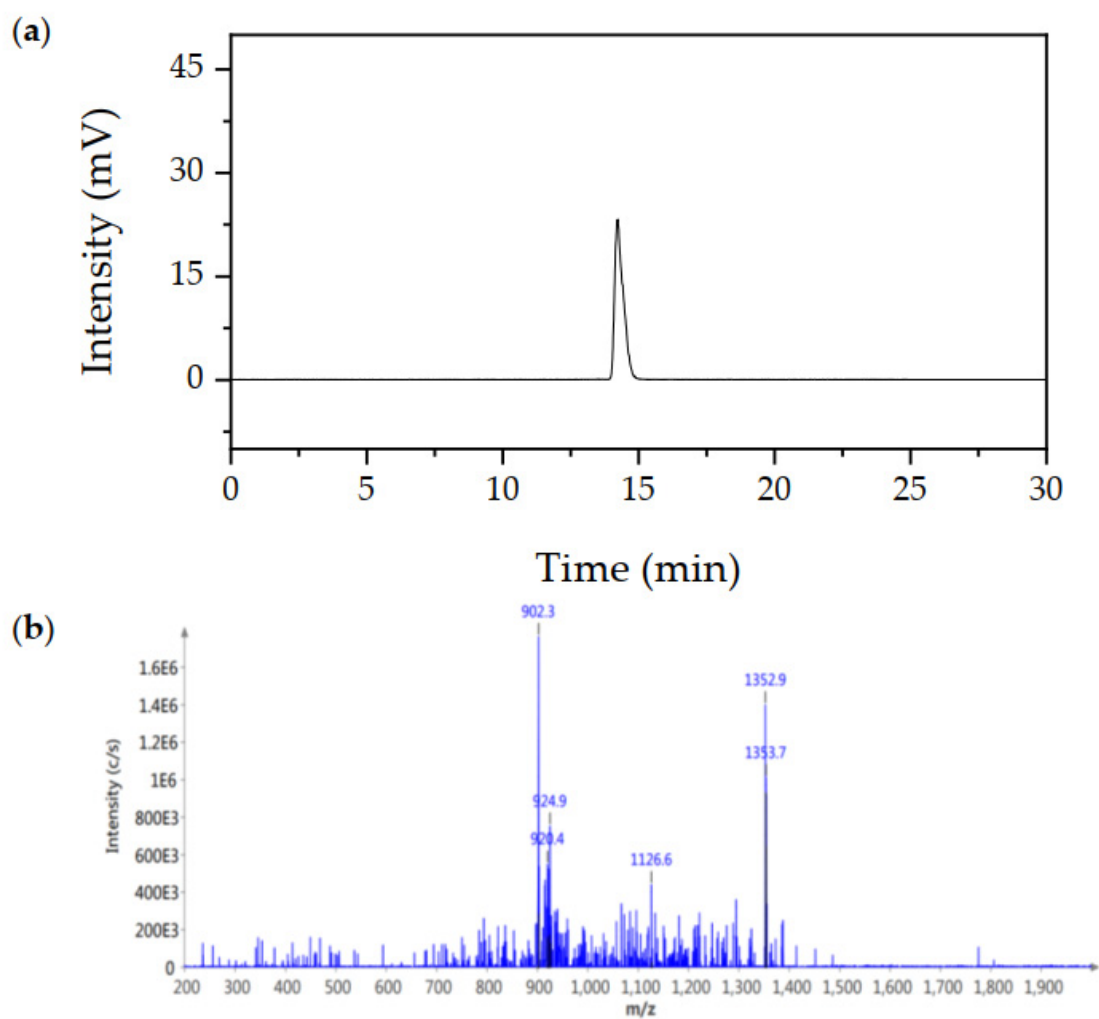 (a)
Intensity (mV)
45
30
15
0
0 5 10 15 20 25 30
Time (min)
(b)
Intensity (c/s)
1.6E6
1.4E6
1.2E6
1E6
800E3
600E3
400E3
200E3
0
902.3
1352.9
1353.7
924.9
920.4
1126.6
200 300 400 500 600 700 800 900 1,000 1,100 1,200 1,300 1,400 1,500 1,600 1,700 1,800 1,900
m/z